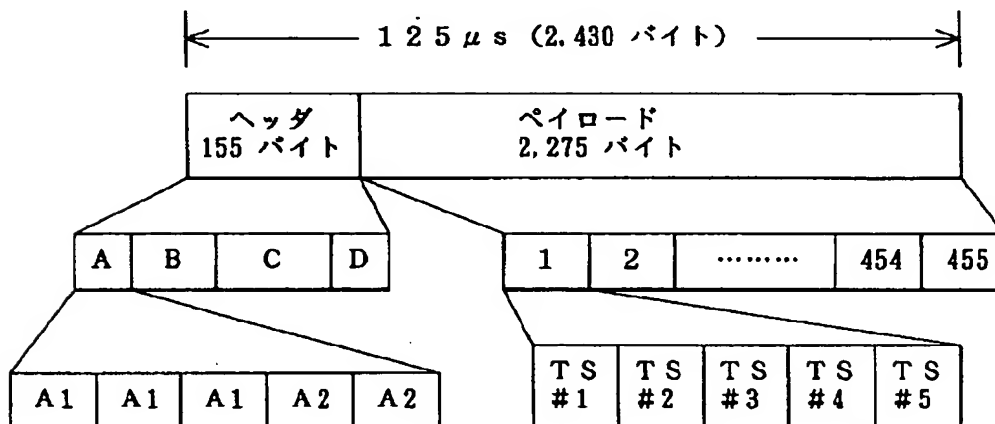 １２５μｓ (2,430 バイト)
ヘッダ
155 バイト
ペイロード
2,275 バイト
A B C D
1 2 ……… 454 455
A1 A1 A1 A2 A2
TS #1 TS #2 TS #3 TS #4 TS #5